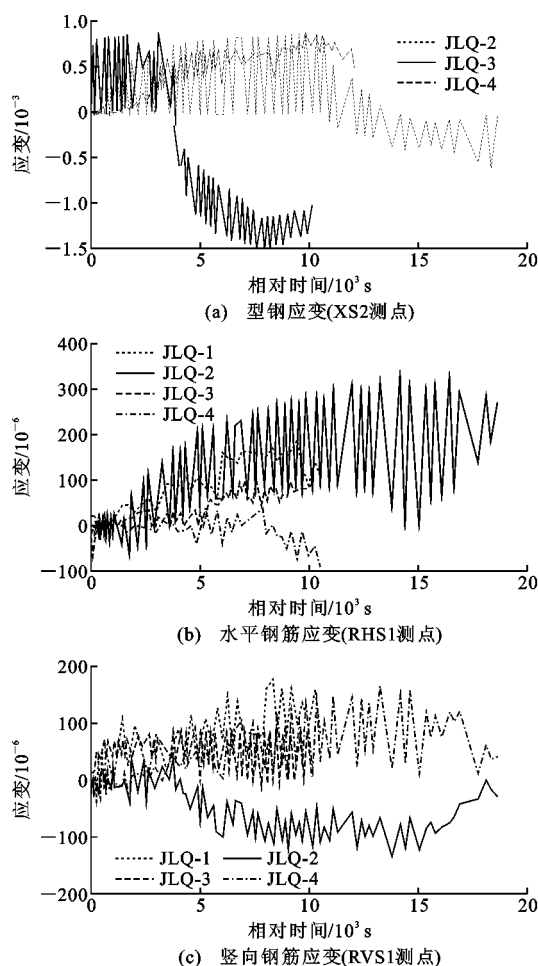 1.0
0.5
0
−0.5
−1.0
−1.5
应变/10⁻³
JLQ-2
JLQ-3
JLQ-4
0 5 10 15 20
相对时间/10³ s
(a) 型钢应变(XS2测点)
400
300
200
100
0
−100
应变/10⁻⁶
JLQ-1
JLQ-2
JLQ-3
JLQ-4
0 5 10 15 20
相对时间/10³ s
(b) 水平钢筋应变(RHS1测点)
200
100
0
−100
−200
应变/10⁻⁶
JLQ-1 JLQ-2
JLQ-3 JLQ-4
0 5 10 15 20
相对时间/10³ s
(c) 竖向钢筋应变(RVS1测点)